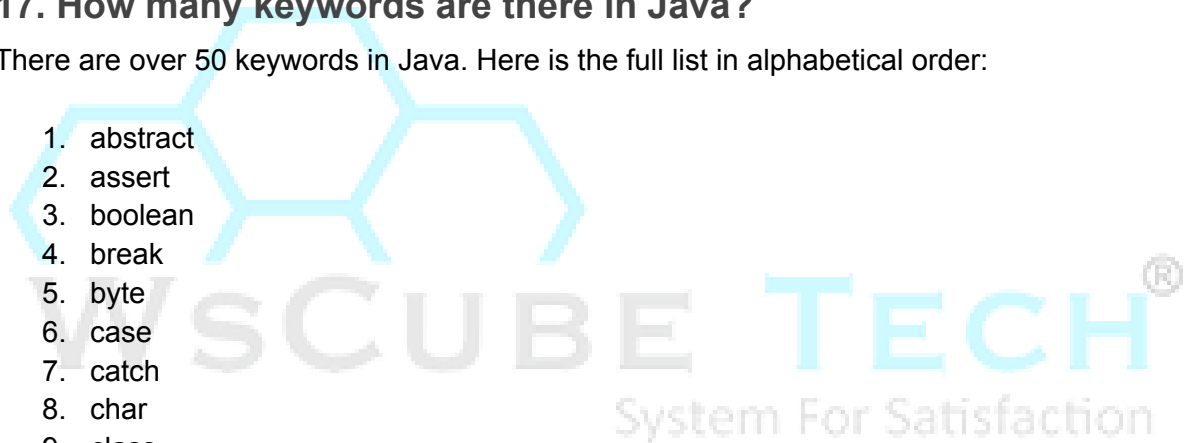 17. How many keywords are there in Java?
There are over 50 keywords in Java. Here is the full list in alphabetical order:
1. abstract
2. assert
3. boolean
4. break
5. byte
6. case
7. catch
8. char
9. class
WSCUBE TECH®
System For Satisfaction